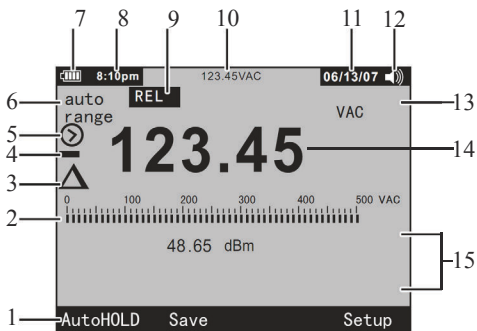 7 8 9 10 11 12
8:10pm 123.45VAC 06/13/07
REL
6 auto range
13
VAC
5
4
123.45
14
3
0 100 200 300 400 500 VAC
2
48.65 dBm
15
1 AutoHOLD Save Setup